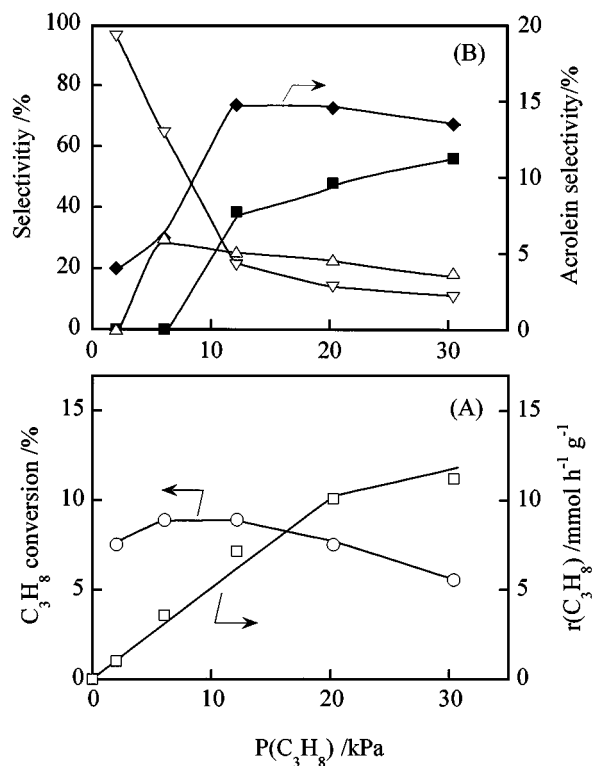 (B)
Selectivitiy /%
100
80
60
40
20
0
Acrolein selectivity/%
20
15
10
5
0
0 10 20 30
(A)
C3H8 conversion /%
15
10
5
0
r(C3H8) /mmol h-1 g-1
15
10
5
0
0 10 20 30
P(C3H8) /kPa